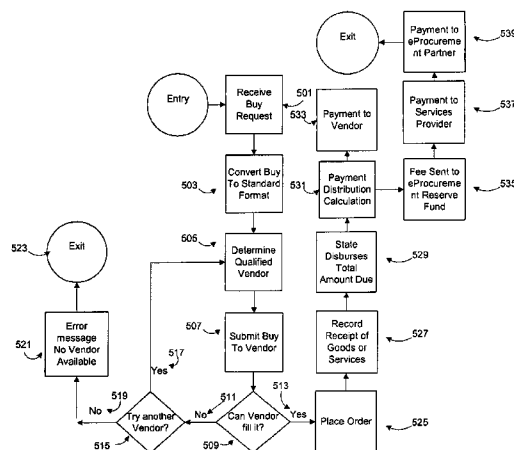 Exit
Payment to
eProcureme
nt Partner
539
Entry
Receive
Buy
Request
501
533
Payment to
Vendor
Payment to
Services
Provider
537
503
Convert Buy
To Standard
Format
531
Payment
Distribution
Calculation
Fee Sent to
eProcureme
nt Reserve
Fund
535
523
Exit
505
Determine
Qualified
Vendor
State
Disburses
Total
Amount Due
529
521
Error
message
No Vendor
Available
517
Yes
507
Submit Buy
To Vendor
Record
Receipt of
Goods or
Services
527
519
No
Try another
Vendor?
515
511
No
Can Vendor
fill it?
509
513
Yes
Place Order
525